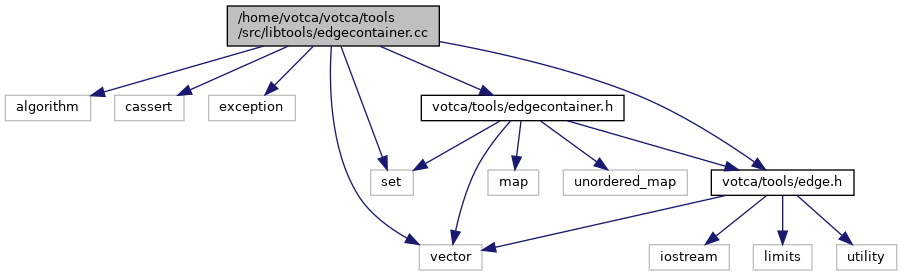 /home/votca/votca/tools
/src/libtools/edgecontainer.cc
algorithm
cassert
exception
votca/tools/edgecontainer.h
set
map
unordered_map
votca/tools/edge.h
vector
iostream
limits
utility